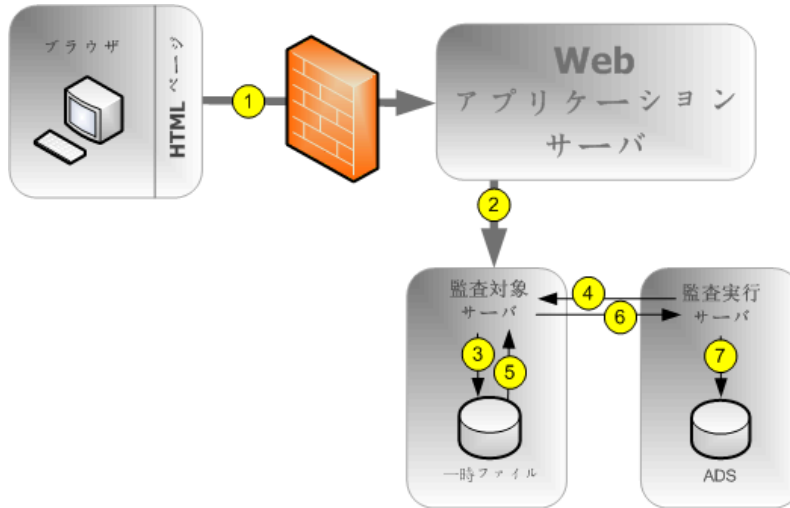 ブラウザ
HTML ページ
1
Web
アプリケーション
サーバ
2
監査対象
サーバ
4
6
監査実行
サーバ
3
5
7
一時ファイル
ADS